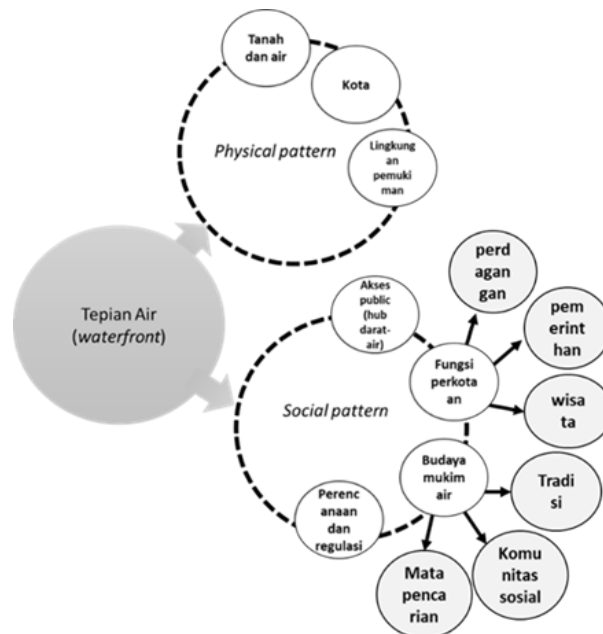 Tanah
dan air
Kota
Physical pattern
Lingkung
an
pemuki
man
Tepian Air
(waterfront)
Akses
public
(hub
darat-
air)
Fungsi
perkota
an
perd
agan
gan
pem
erint
han
wisa
ta
Social pattern
Budaya
mukim
air
Tradi
si
Komu
nitas
sosial
Mata
penca
rian
Perenc
anaan
dan
regulasi